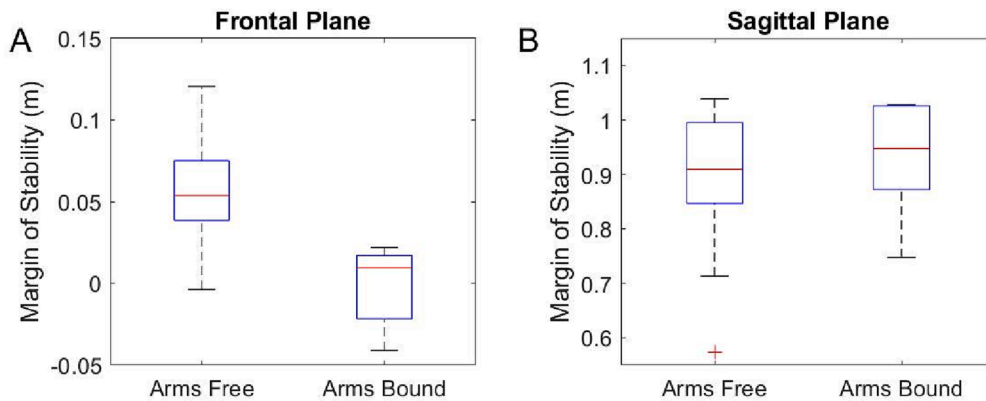 A
Frontal Plane
Margin of Stability (m)
0.15
0.1
0.05
0
-0.05
Arms Free
Arms Bound
B
Sagittal Plane
Margin of Stability (m)
1.1
1
0.9
0.8
0.7
0.6
Arms Free
Arms Bound